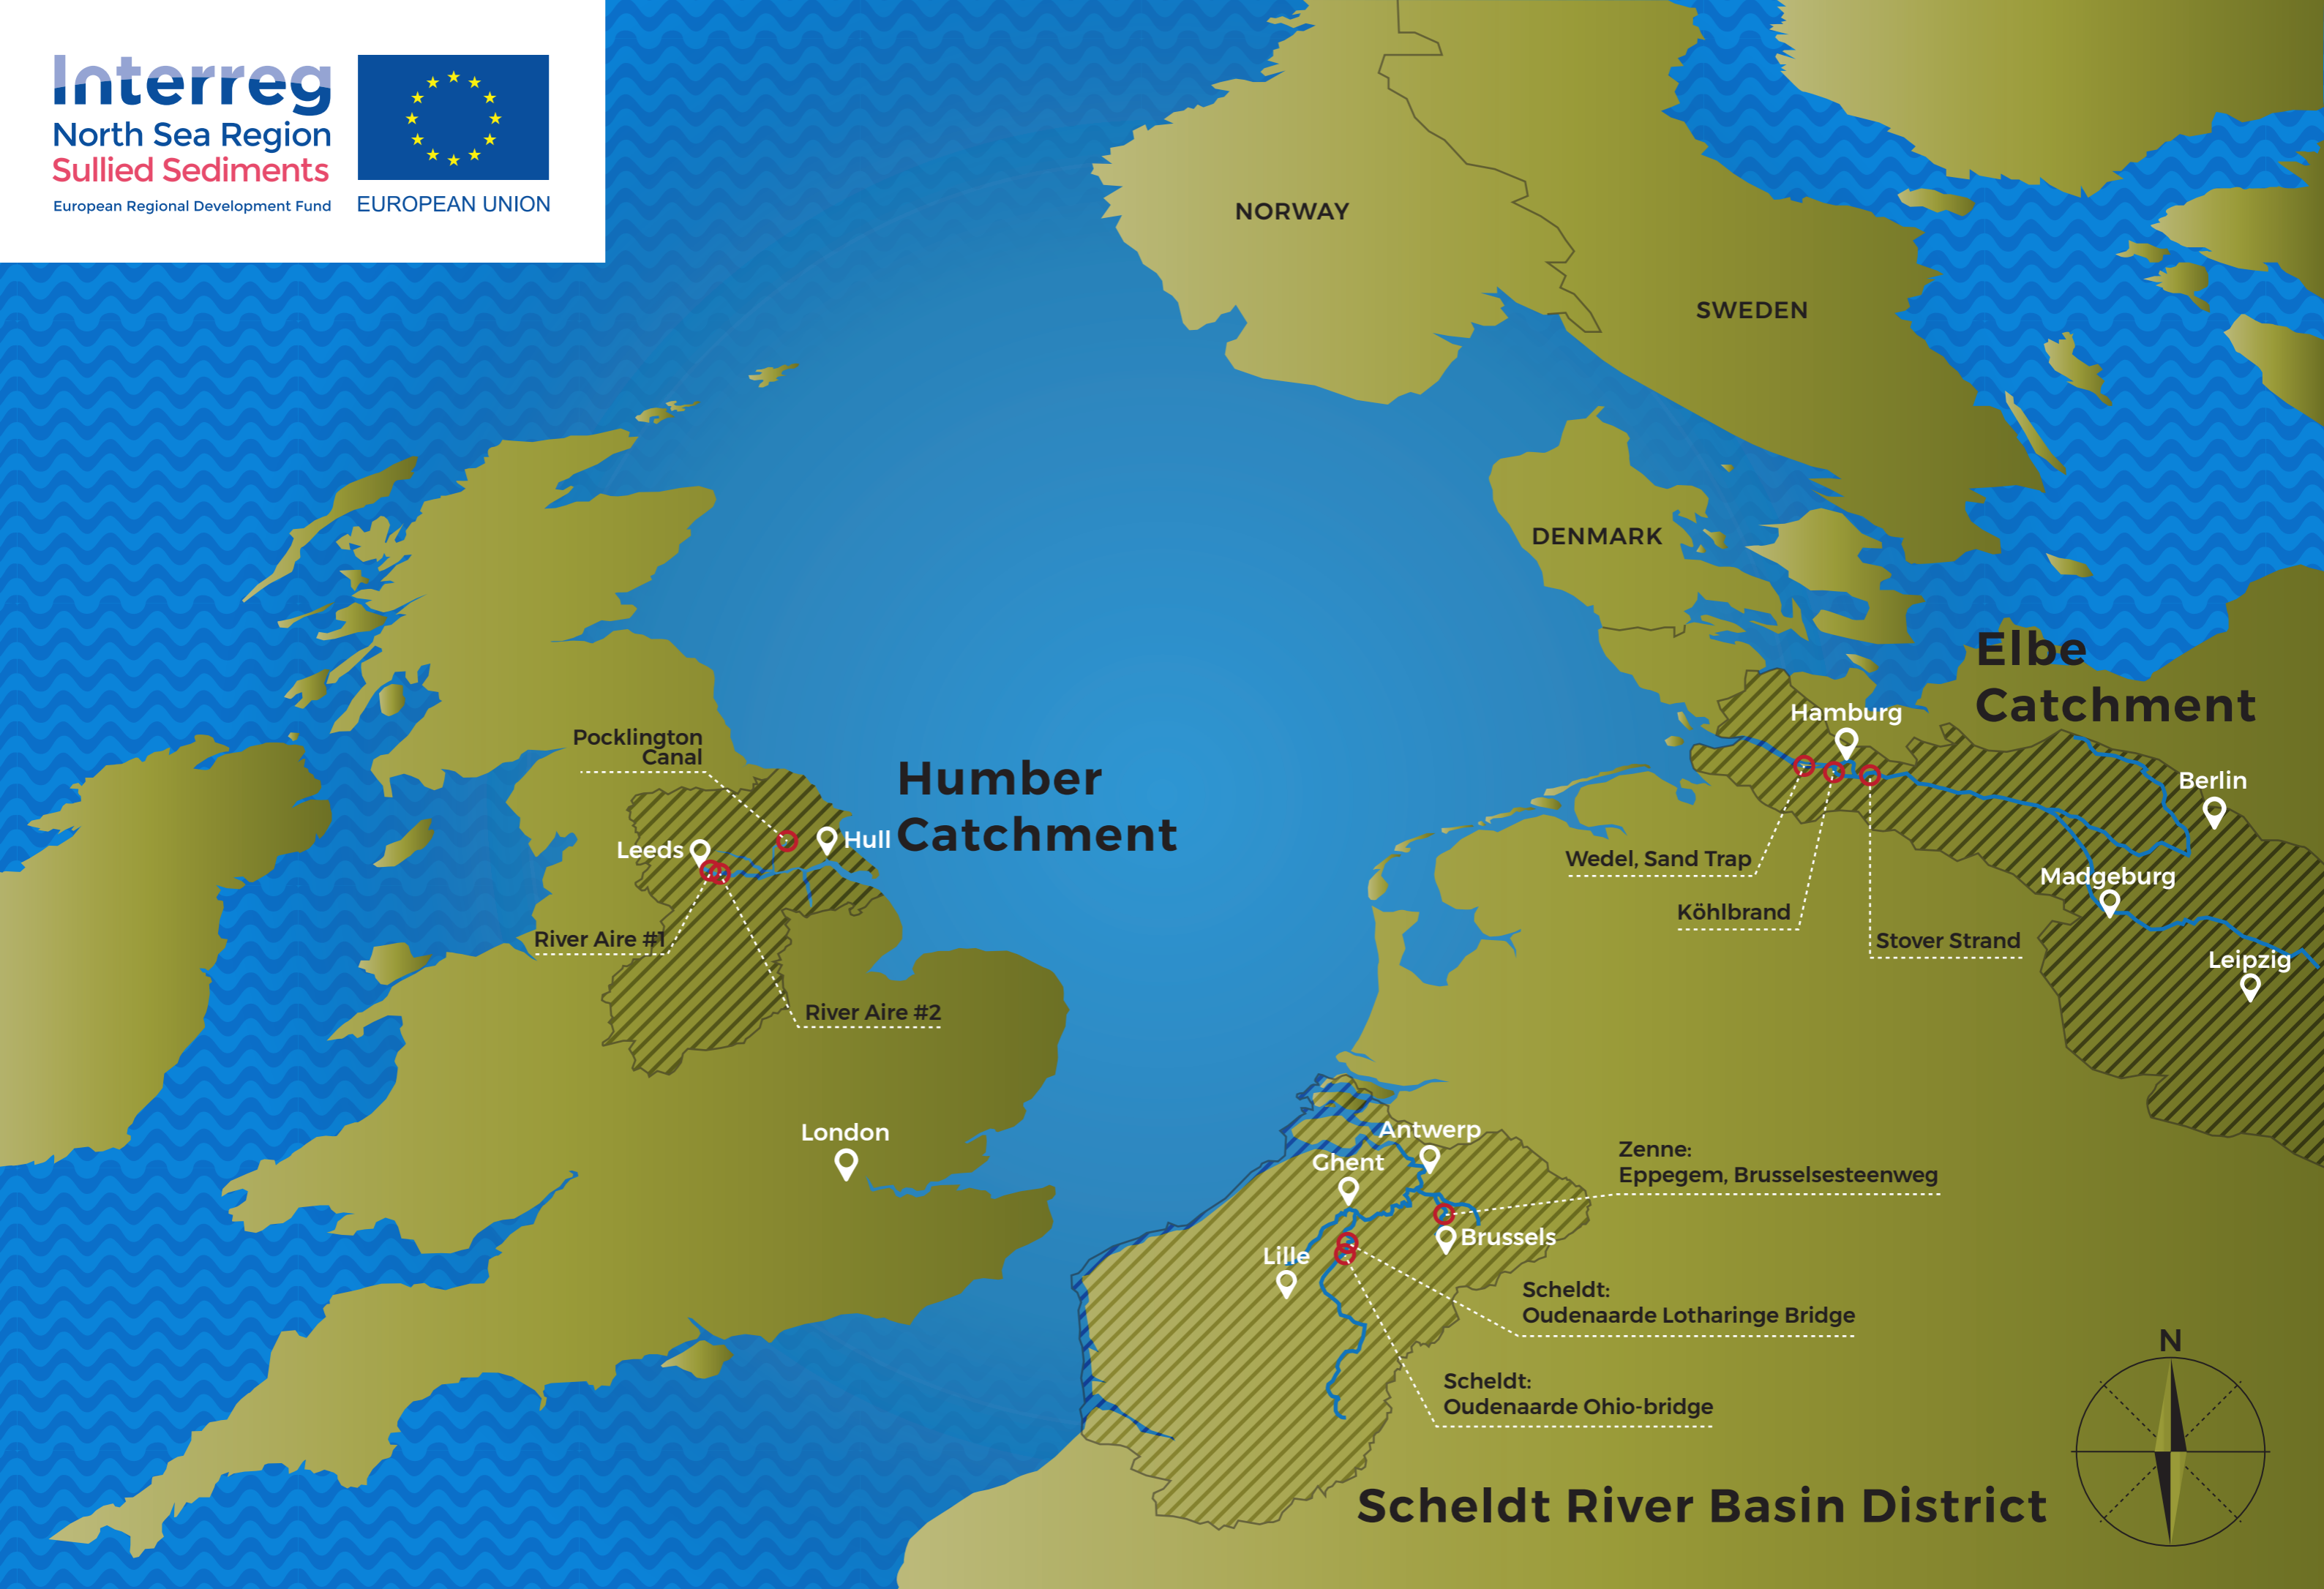 Interreg
North Sea Region
Sullied Sediments
European Regional Development Fund
EUROPEAN UNION
NORWAY
SWEDEN
DENMARK
Elbe
Catchment
Hamburg
Berlin
Madgeburg
Leipzig
Wedel, Sand Trap
Köhlbrand
Stover Strand
Pocklington
Canal
Humber
Catchment
Leeds
Hull
River Aire #1
River Aire #2
London
Antwerp
Ghent
Lille
Brussels
Zenne:
Eppegem, Brusselsesteenweg
Scheldt:
Oudenaarde Lotharinge Bridge
Scheldt:
Oudenaarde Ohio-bridge
Scheldt River Basin District
N